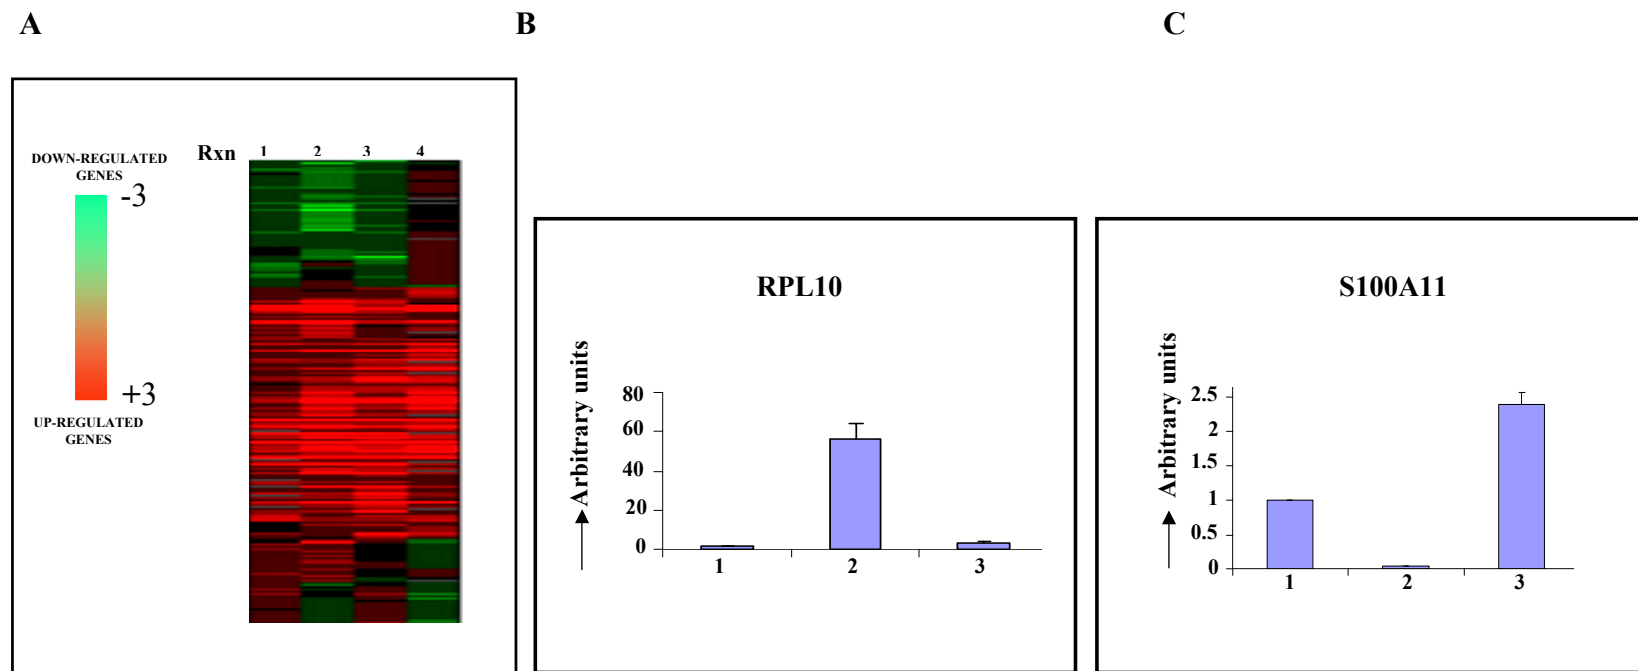 A
B
C
DOWN-REGULATED
GENES
-3
+3
UP-REGULATED
GENES
Rxn 1 2 3 4
RPL10
Arbitrary units
80
60
40
20
0
1 2 3
S100A11
Arbitrary units
2.5
2
1.5
1
0.5
0
1 2 3